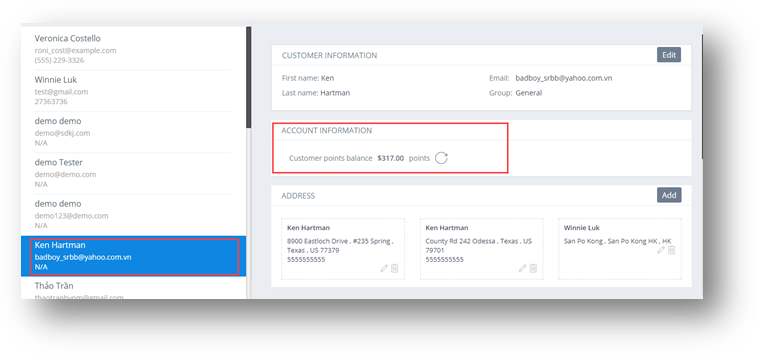 Veronica Costello
roni_cost@example.com
(555) 229-3326
Winnie Luk
test@gmail.com
27363736
demo demo
demo@sdkj.com
N/A
demo Tester
demo@demo.com
N/A
demo demo
demo123@demo.com
N/A
Ken Hartman
badboy_srbb@yahoo.com.vn
N/A
Thảo Trần
CUSTOMER INFORMATION
Edit
First name: Ken
Email: badboy_srbb@yahoo.com.vn
Last name: Hartman
Group: General
ACCOUNT INFORMATION
Customer points balance $317.00 points
ADDRESS
Add
Ken Hartman
8900 Eastloch Drive , #235 Spring ,
Texas , US 77379
5555555555
Ken Hartman
County Rd 242 Odessa , Texas , US
79701
5555555555
Winnie Luk
San Po Kong , San Po Kong HK , HK